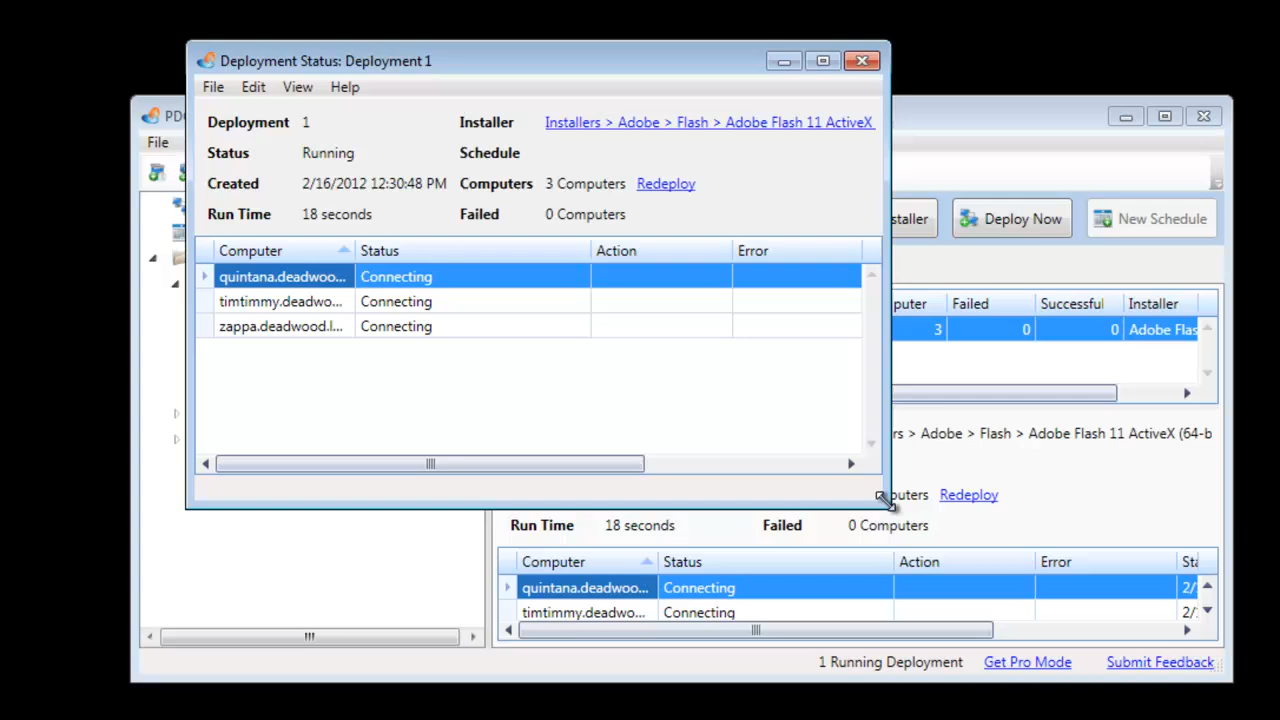 Deployment Status: Deployment 1
File Edit View Help
Deployment 1 Installer Installers > Adobe > Flash > Adobe Flash 11 ActiveX
Status Running Schedule
Created 2/16/2012 12:30:48 PM Computers 3 Computers Redeploy
Run Time 18 seconds Failed 0 Computers
Computer Status Action Error
quintana.deadwoo... Connecting
timtimmy.deadwo... Connecting
zappa.deadwood.l... Connecting
PD
File
staller Deploy Now New Schedule
puter Failed Successful Installer
3 0 0 Adobe Flas
rs > Adobe > Flash > Adobe Flash 11 ActiveX (64-b
puters Redeploy
Run Time 18 seconds Failed 0 Computers
Computer Status Action Error Sta
quintana.deadwoo... Connecting 2/
timtimmy.deadwo... Connecting 2/
1 Running Deployment Get Pro Mode Submit Feedback